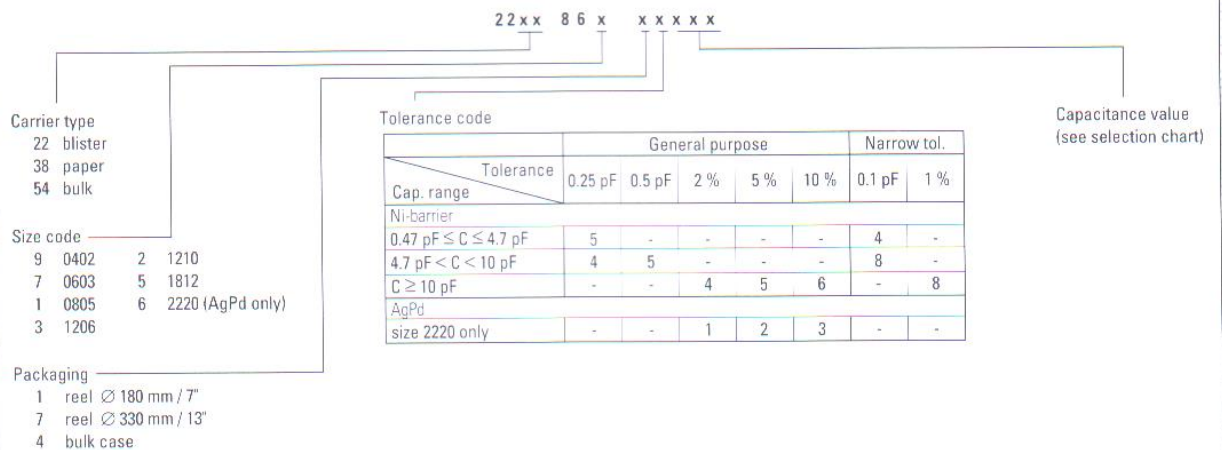 22xx 86x xxxxx
Carrier type
22 blister
38 paper
54 bulk
Size code
9 0402 2 1210
7 0603 5 1812
1 0805 6 2220 (AgPd only)
3 1206
Packaging
1 reel ∅ 180 mm / 7"
7 reel ∅ 330 mm / 13"
4 bulk case
Tolerance code
General purpose Narrow tol.
Tolerance 0.25 pF 0.5 pF 2 % 5 % 10 % 0.1 pF 1 %
Cap. range
Ni-barrier
0.47 pF ≤ C ≤ 4.7 pF 5 - - - - 4 -
4.7 pF < C < 10 pF 4 5 - - - 8 -
C ≥ 10 pF - - 4 5 6 - 8
AgPd
size 2220 only - - 1 2 3 - -
Capacitance value
(see selection chart)